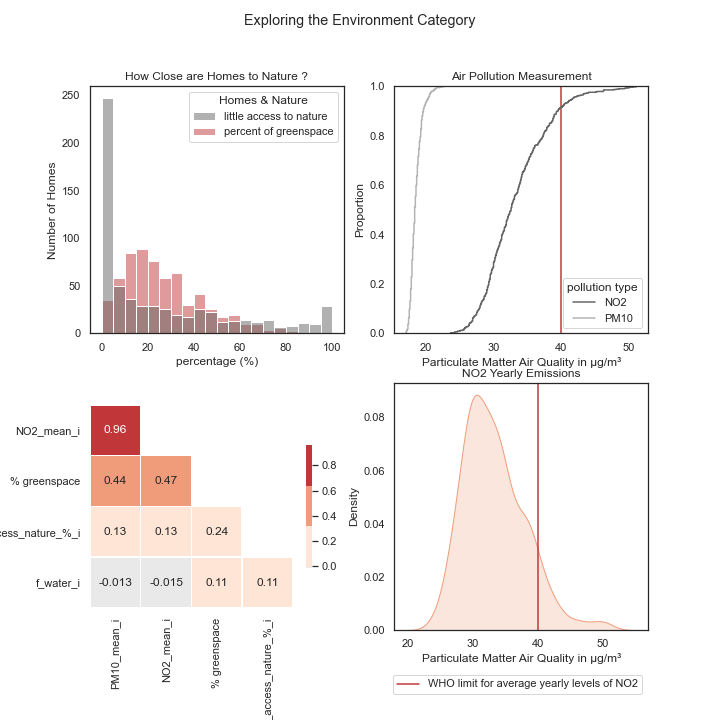 Exploring the Environment Category
How Close are Homes to Nature ?
Number of Homes
250
200
150
100
50
0
Homes & Nature
little access to nature
percent of greenspace
0
20
40
60
80
100
percentage (%)
Air Pollution Measurement
Proportion
1.0
0.8
0.6
0.4
0.2
0.0
pollution type
NO2
PM10
20
30
40
50
Particulate Matter Air Quality in µg/m³
NO2_mean_i
0.96
% greenspace
0.44
0.47
cess_nature_%_i
0.13
0.13
0.24
f_water_i
-0.013
-0.015
0.11
0.11
PM10_mean_i
NO2_mean_i
% greenspace
_access_nature_%_i
0.8
0.6
0.4
0.2
0.0
NO2 Yearly Emissions
Density
0.08
0.06
0.04
0.02
0.00
20
30
40
50
Particulate Matter Air Quality in µg/m³
WHO limit for average yearly levels of NO2